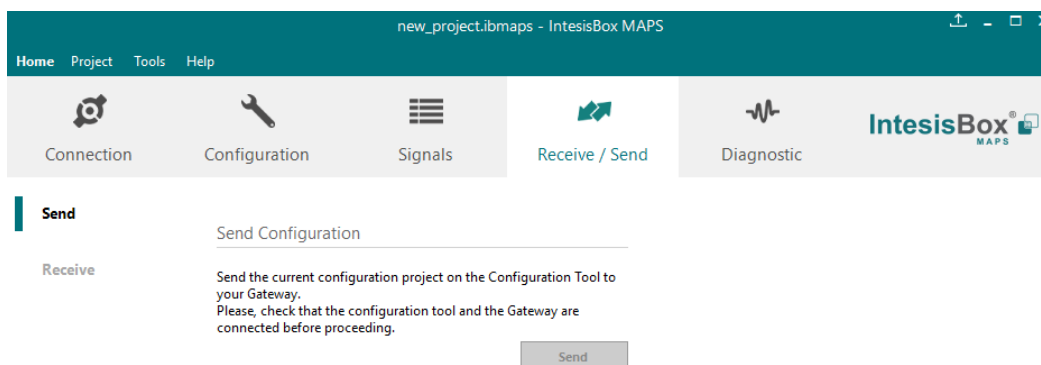 new_project.ibmaps - IntesisBox MAPS
Home Project Tools Help
Connection Configuration Signals Receive / Send Diagnostic IntesisBox® MAPS
Send
Send Configuration
Receive
Send the current configuration project on the Configuration Tool to
your Gateway.
Please, check that the configuration tool and the Gateway are
connected before proceeding.
Send